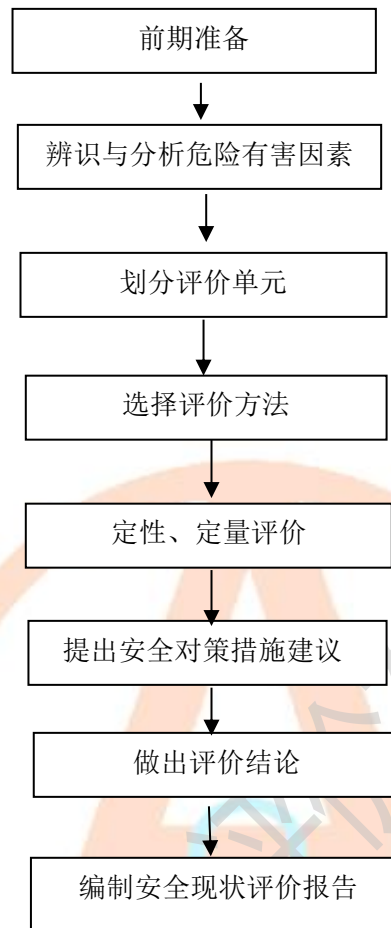 前期准备
辨识与分析危险有害因素
划分评价单元
选择评价方法
定性、定量评价
提出安全对策措施建议
做出评价结论
编制安全现状评价报告